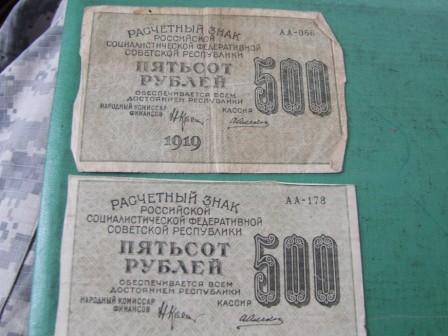 РАСЧЕТНЫЙ ЗНАК
РОССИЙСКОЙ
СОЦИАЛИСТИЧЕСКОЙ ФЕДЕРАТИВНОЙ
СОВЕТСКОЙ РЕСПУБЛИКИ
АА-066
ПЯТЬСОТ
РУБЛЕЙ
500
ОБЕСПЕЧИВАЕТСЯ ВСЕМ
ДОСТОЯНИЕМ РЕСПУБЛИКИ
НАРОДНЫЙ КОМИССАР
ФИНАНСОВ
КАССИР
1919
РАСЧЕТНЫЙ ЗНАК
РОССИЙСКОЙ
СОЦИАЛИСТИЧЕСКОЙ ФЕДЕРАТИВНОЙ
СОВЕТСКОЙ РЕСПУБЛИКИ
АА-178
ПЯТЬСОТ
РУБЛЕЙ
500
ОБЕСПЕЧИВАЕТСЯ ВСЕМ
ДОСТОЯНИЕМ РЕСПУБЛИКИ
НАРОДНЫЙ КОМИССАР
ФИНАНСОВ
КАССИР